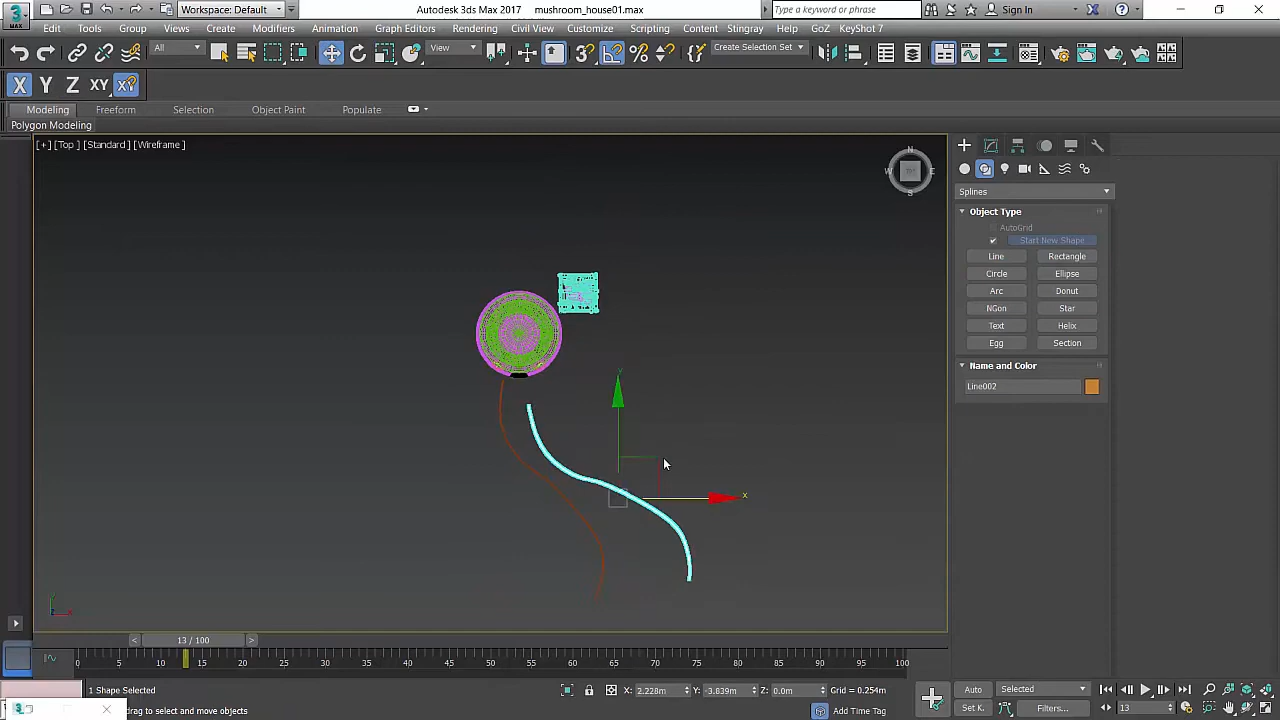 Workspace: Default
Autodesk 3ds Max 2017 mushroom_house01.max
Type a keyword or phrase
Sign In
3
MAX
Edit Tools Group Views Create Modifiers Animation Graph Editors Rendering Civil View Customize Scripting Content Stingray Help GoZ KeyShot 7
All
View
Create Selection Set
X Y Z XY
Modeling Freeform Selection Object Paint Populate
Polygon Modeling
[+] [Top ] [Standard ] [Wireframe ]
N
W E
S
Splines
Object Type
AutoGrid
Start New Shape
Line Rectangle
Circle Ellipse
Arc Donut
NGon Star
Text Helix
Egg Section
Name and Color
Line002
y
x
13 / 100
0 5 10 15 20 25 30 35 40 45 50 55 60 65 70 75 80 85 90 95 100
1 Shape Selected
X: 2.228m Y: -3.839m Z: 0.0m Grid = 0.254m
Auto Selected
drag to select and move objects
Add Time Tag
Set K. Filters... 13